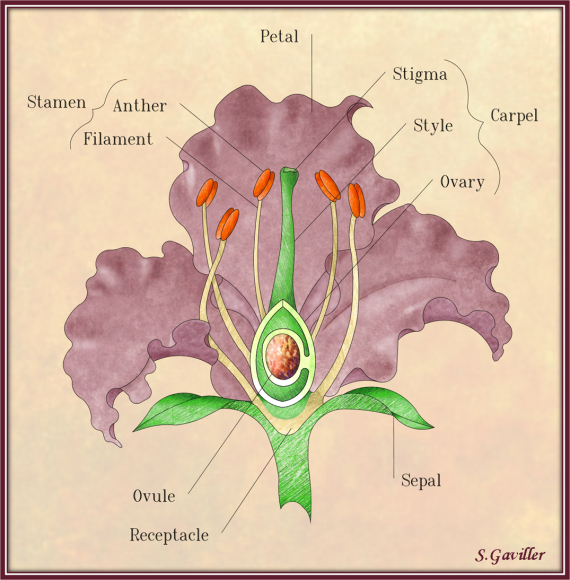 Petal
Stigma
Stamen
Anther
Carpel
Style
Filament
Ovary
Sepal
Ovule
Receptacle
S.Gaviller